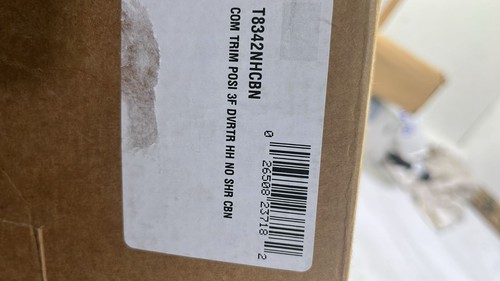 T8342NHCBN
COM TRIM POSI 3F DVRTR HH NO SHR CBN
0 26508 23718 2